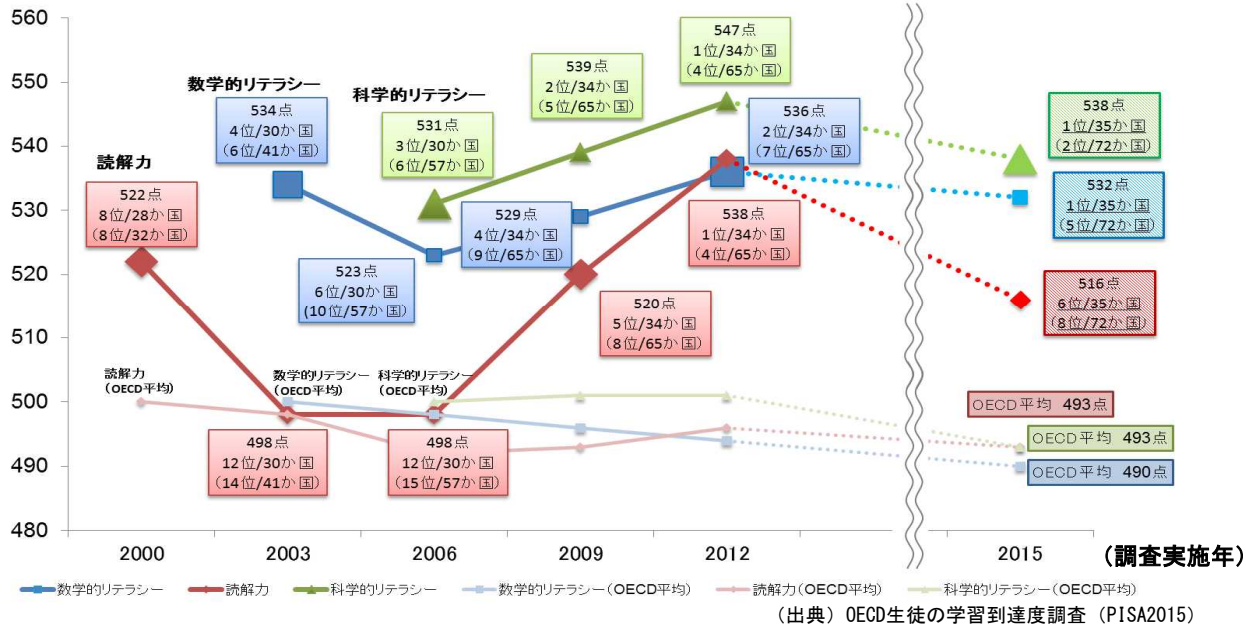 560
550
540
530
520
510
500
490
480
読解力
522点
8位/28か国
(8位/32か国)
数学的リテラシー
534点
4位/30か国
(6位/41か国)
科学的リテラシー
531点
3位/30か国
(6位/57か国)
539点
2位/34か国
(5位/65か国)
547点
1位/34か国
(4位/65か国)
536点
2位/34か国
(7位/65か国)
538点
1位/35か国
(2位/72か国)
532点
1位/35か国
(5位/72か国)
516点
6位/35か国
(8位/72か国)
523点
6位/30か国
(10位/57か国)
529点
4位/34か国
(9位/65か国)
538点
1位/34か国
(4位/65か国)
520点
5位/34か国
(8位/65か国)
498点
12位/30か国
(14位/41か国)
498点
12位/30か国
(15位/57か国)
読解力
(OECD平均)
数学的リテラシー
(OECD平均)
科学的リテラシー
(OECD平均)
OECD平均 493点
OECD平均 493点
OECD平均 490点
2000
2003
2006
2009
2012
2015
(調査実施年)
数学的リテラシー
読解力
科学的リテラシー
数学的リテラシー(OECD平均)
読解力(OECD平均)
科学的リテラシー(OECD平均)
(出典) OECD生徒の学習到達度調査 (PISA2015)